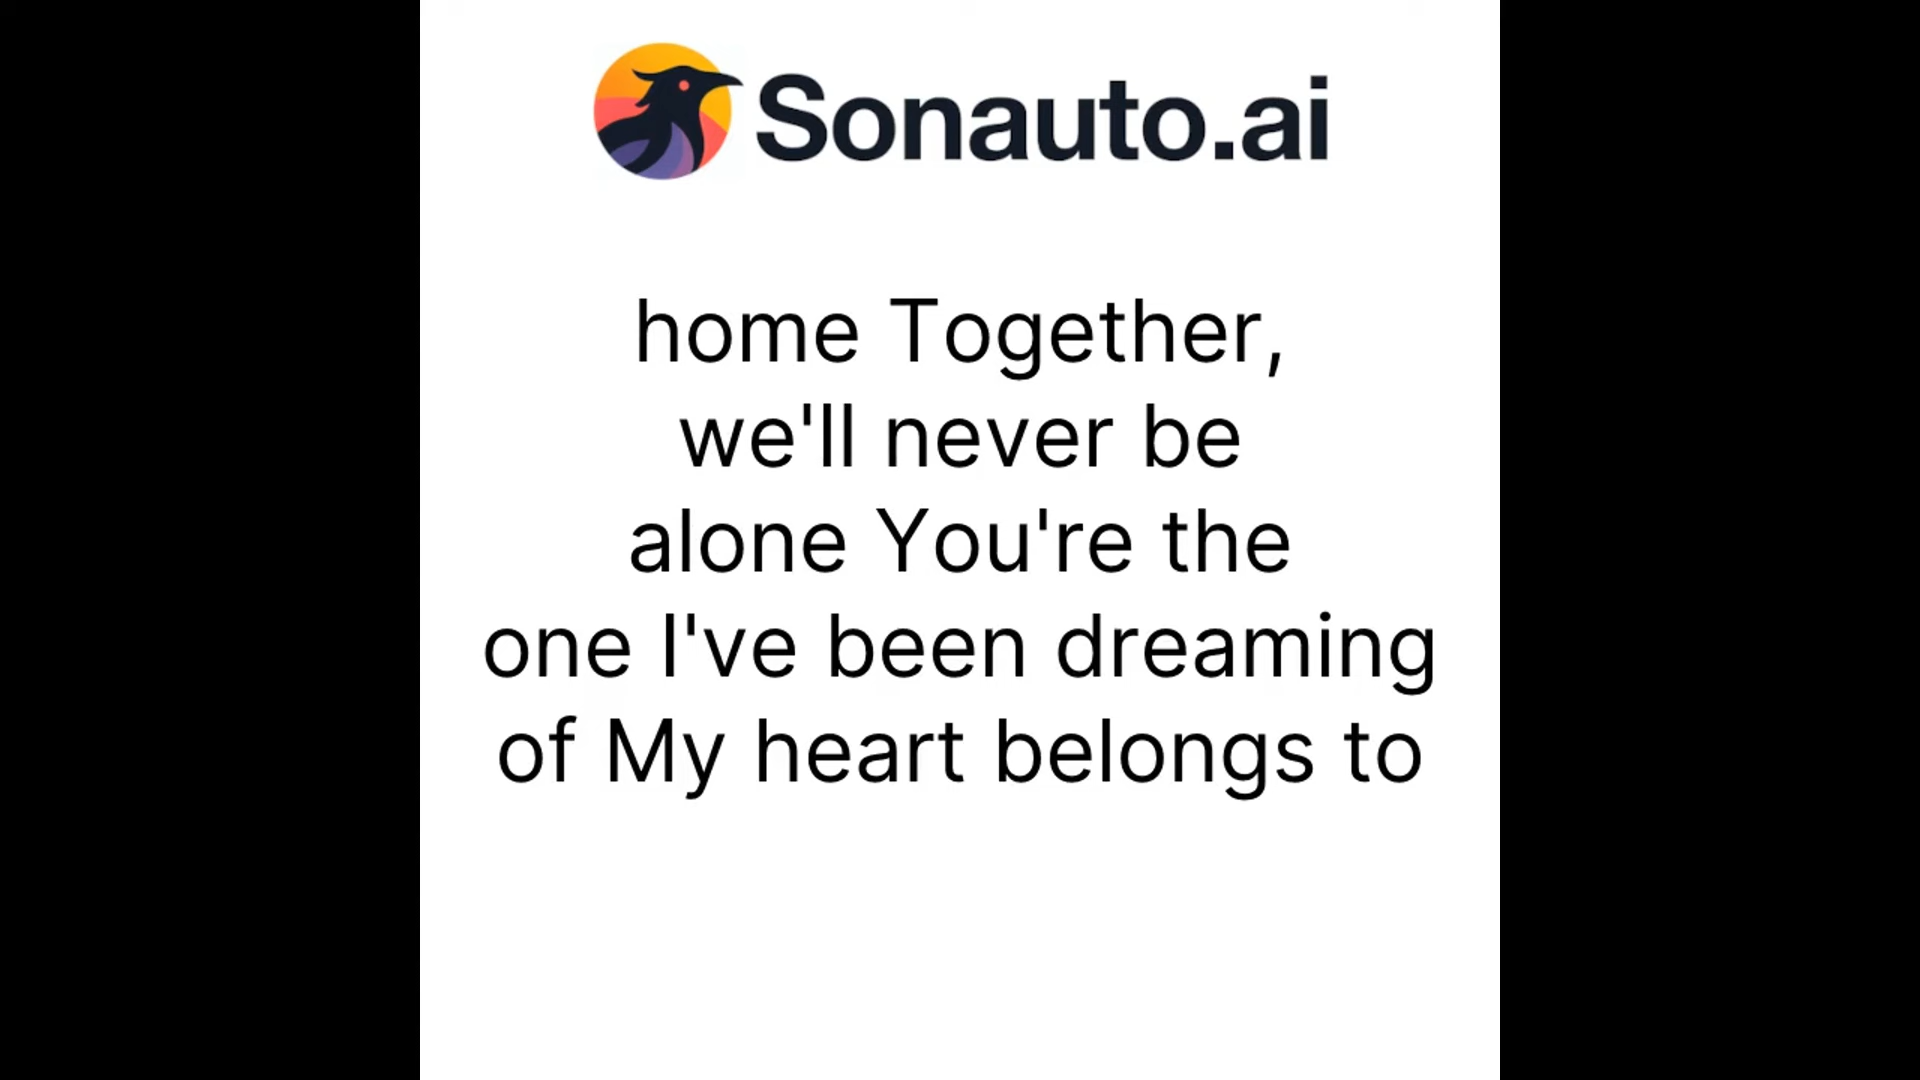 Sonauto.ai
home Together,
we'll never be
alone You're the
one I've been dreaming
of My heart belongs to